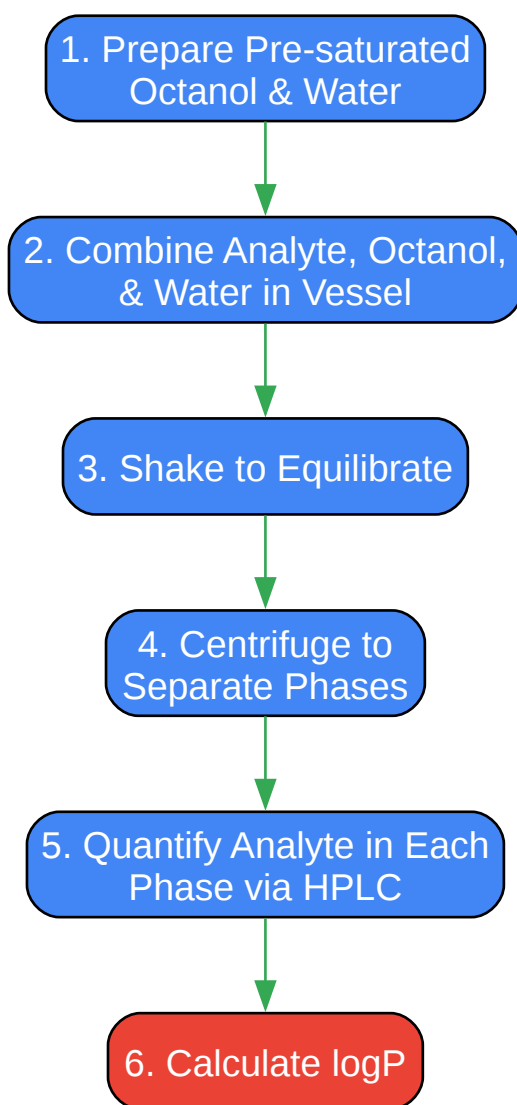 1. Prepare Pre-saturated
Octanol & Water
2. Combine Analyte, Octanol,
& Water in Vessel
3. Shake to Equilibrate
4. Centrifuge to
Separate Phases
5. Quantify Analyte in Each
Phase via HPLC
6. Calculate logP